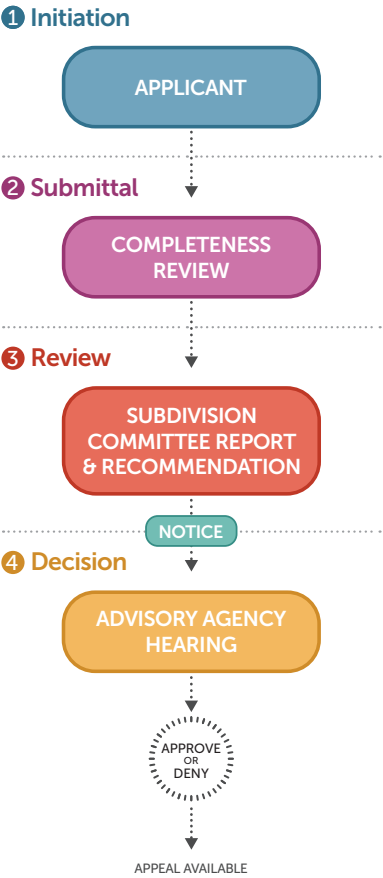 1 Initiation
APPLICANT
2 Submittal
COMPLETENESS
REVIEW
3 Review
SUBDIVISION
COMMITTEE REPORT
& RECOMMENDATION
NOTICE
4 Decision
ADVISORY AGENCY
HEARING
APPROVE
OR
DENY
APPEAL AVAILABLE